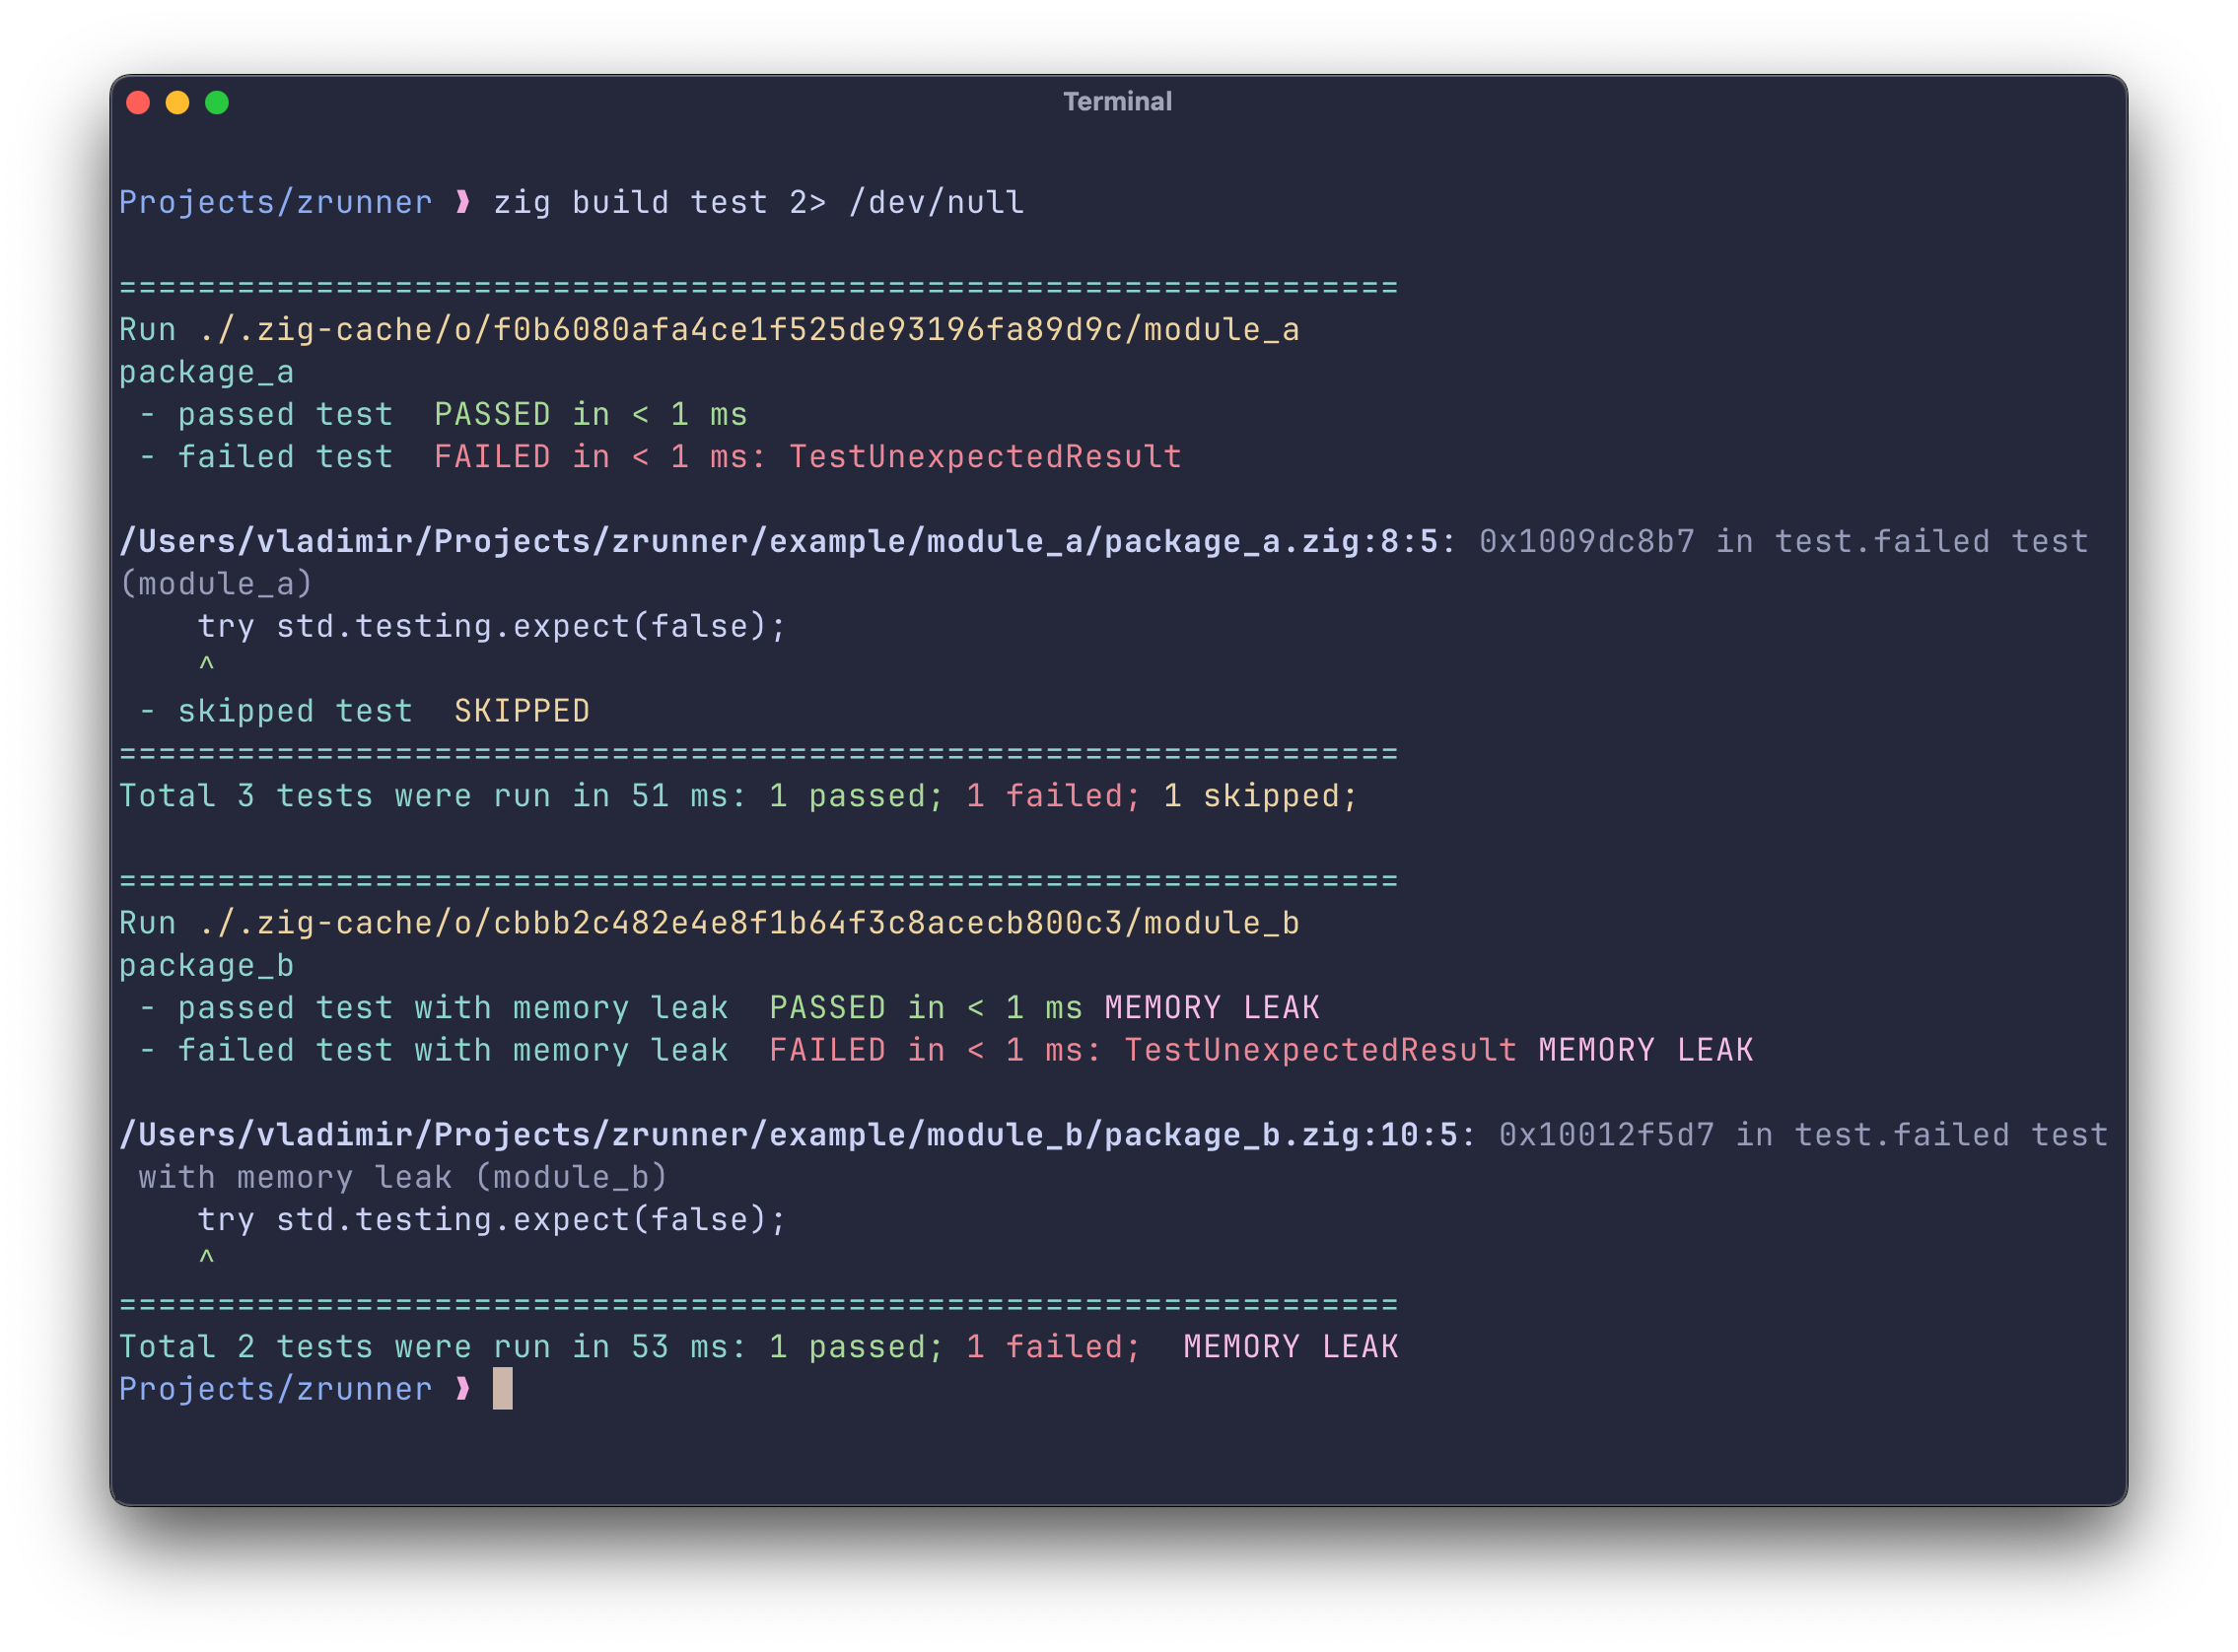 Terminal
Projects/zrunner ❱ zig build test 2> /dev/null
=================================================================
Run ./.zig-cache/o/f0b6080afa4ce1f525de93196fa89d9c/module_a
package_a
 - passed test  PASSED in < 1 ms
 - failed test  FAILED in < 1 ms: TestUnexpectedResult
/Users/vladimir/Projects/zrunner/example/module_a/package_a.zig:8:5: 0x1009dc8b7 in test.failed test
(module_a)
    try std.testing.expect(false);
    ^
 - skipped test  SKIPPED
=================================================================
Total 3 tests were run in 51 ms: 1 passed; 1 failed; 1 skipped;
=================================================================
Run ./.zig-cache/o/cbbb2c482e4e8f1b64f3c8acecb800c3/module_b
package_b
 - passed test with memory leak  PASSED in < 1 ms MEMORY LEAK
 - failed test with memory leak  FAILED in < 1 ms: TestUnexpectedResult MEMORY LEAK
/Users/vladimir/Projects/zrunner/example/module_b/package_b.zig:10:5: 0x10012f5d7 in test.failed test
 with memory leak (module_b)
    try std.testing.expect(false);
    ^
=================================================================
Total 2 tests were run in 53 ms: 1 passed; 1 failed;  MEMORY LEAK
Projects/zrunner ❱